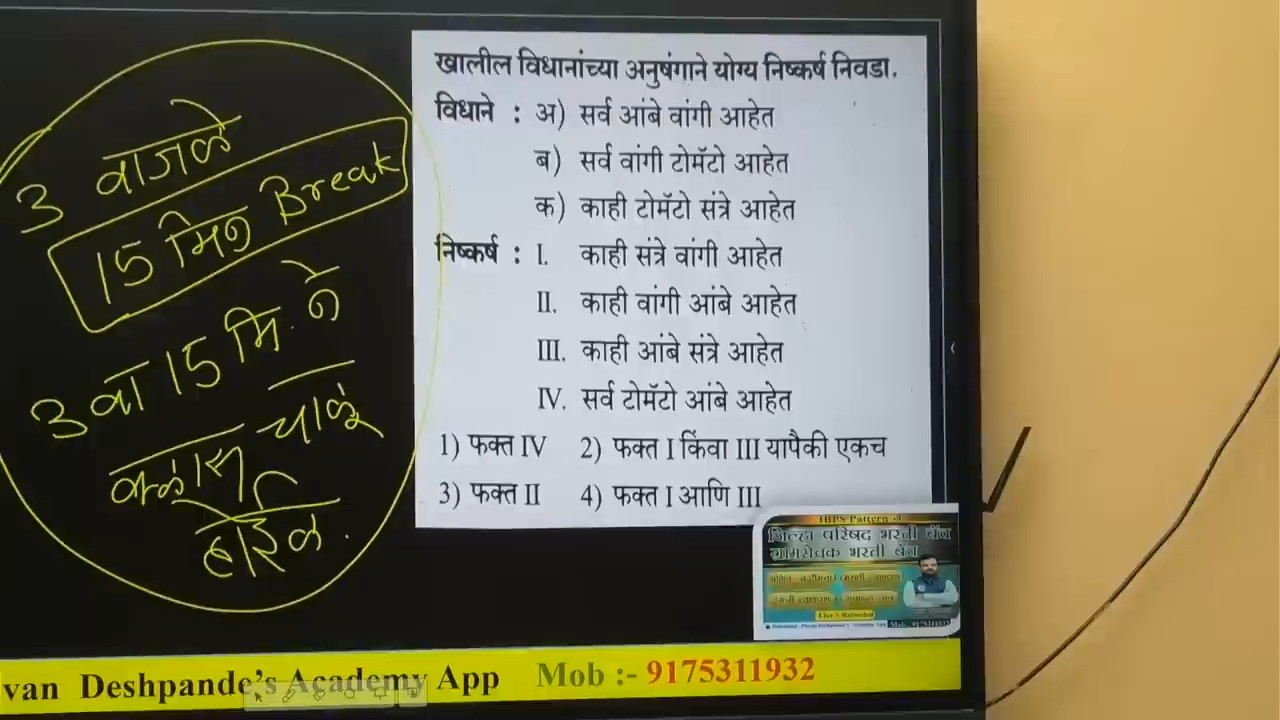 3 वाजले
15 मिन Break
3 वा 15 मि. ने
क्लास चालू
होईल.
खालील विधानांच्या अनुषंगाने योग्य निष्कर्ष निवडा.
विधाने : अ) सर्व आंबे वांगी आहेत
ब) सर्व वांगी टोमॅटो आहेत
क) काही टोमॅटो संत्रे आहेत
निष्कर्ष : I. काही संत्रे वांगी आहेत
II. काही वांगी आंबे आहेत
III. काही आंबे संत्रे आहेत
IV. सर्व टोमॅटो आंबे आहेत
1) फक्त IV 2) फक्त I किंवा III यापैकी एकच
3) फक्त II 4) फक्त I आणि III
IBPS Pattern
जिल्हा परिषद भरती बॅच
ग्रामसेवक भरती बॅच
van Deshpande's Academy App Mob :- 9175311932